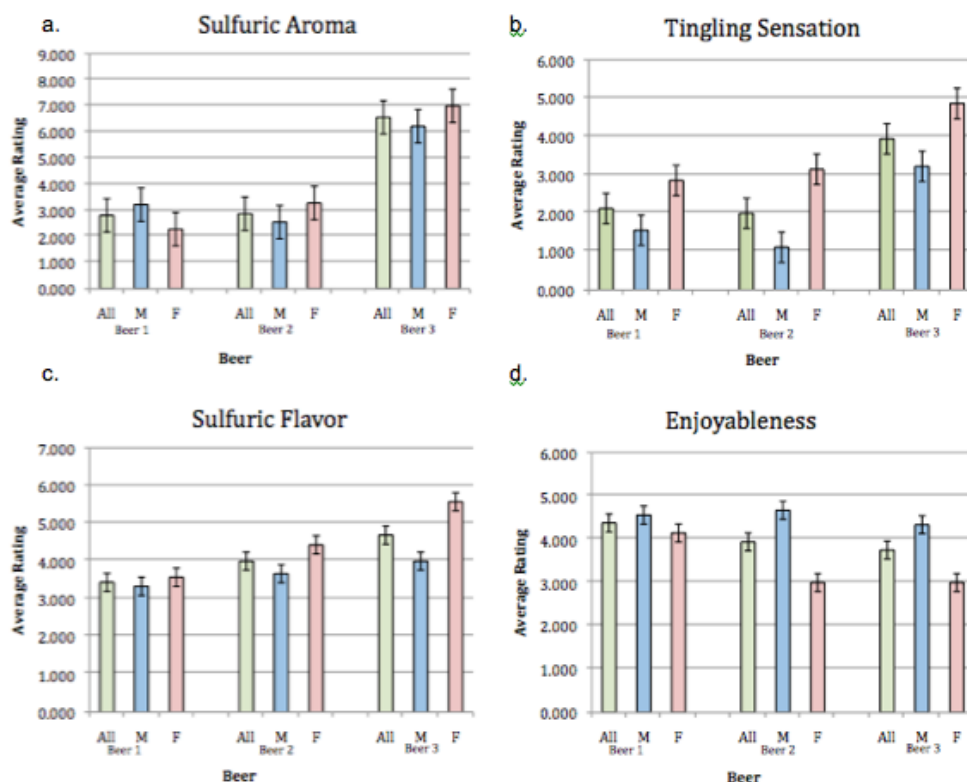 a.
Sulfuric Aroma
9.000
8.000
7.000
6.000
5.000
4.000
3.000
2.000
1.000
0.000
Average Rating
All M F All M F All M F
Beer 1 Beer 2 Beer 3
Beer
b.
Tingling Sensation
6.000
5.000
4.000
3.000
2.000
1.000
0.000
Average Rating
All M F All M F All M F
Beer 1 Beer 2 Beer 3
Beer
c.
Sulfuric Flavor
7.000
6.000
5.000
4.000
3.000
2.000
1.000
0.000
Average Rating
All M F All M F All M F
Beer 1 Beer 2 Beer 3
Beer
d.
Enjoyableness
6.000
5.000
4.000
3.000
2.000
1.000
0.000
Average Rating
All M F All M F All M F
Beer 1 Beer 2 Beer 3
Beer